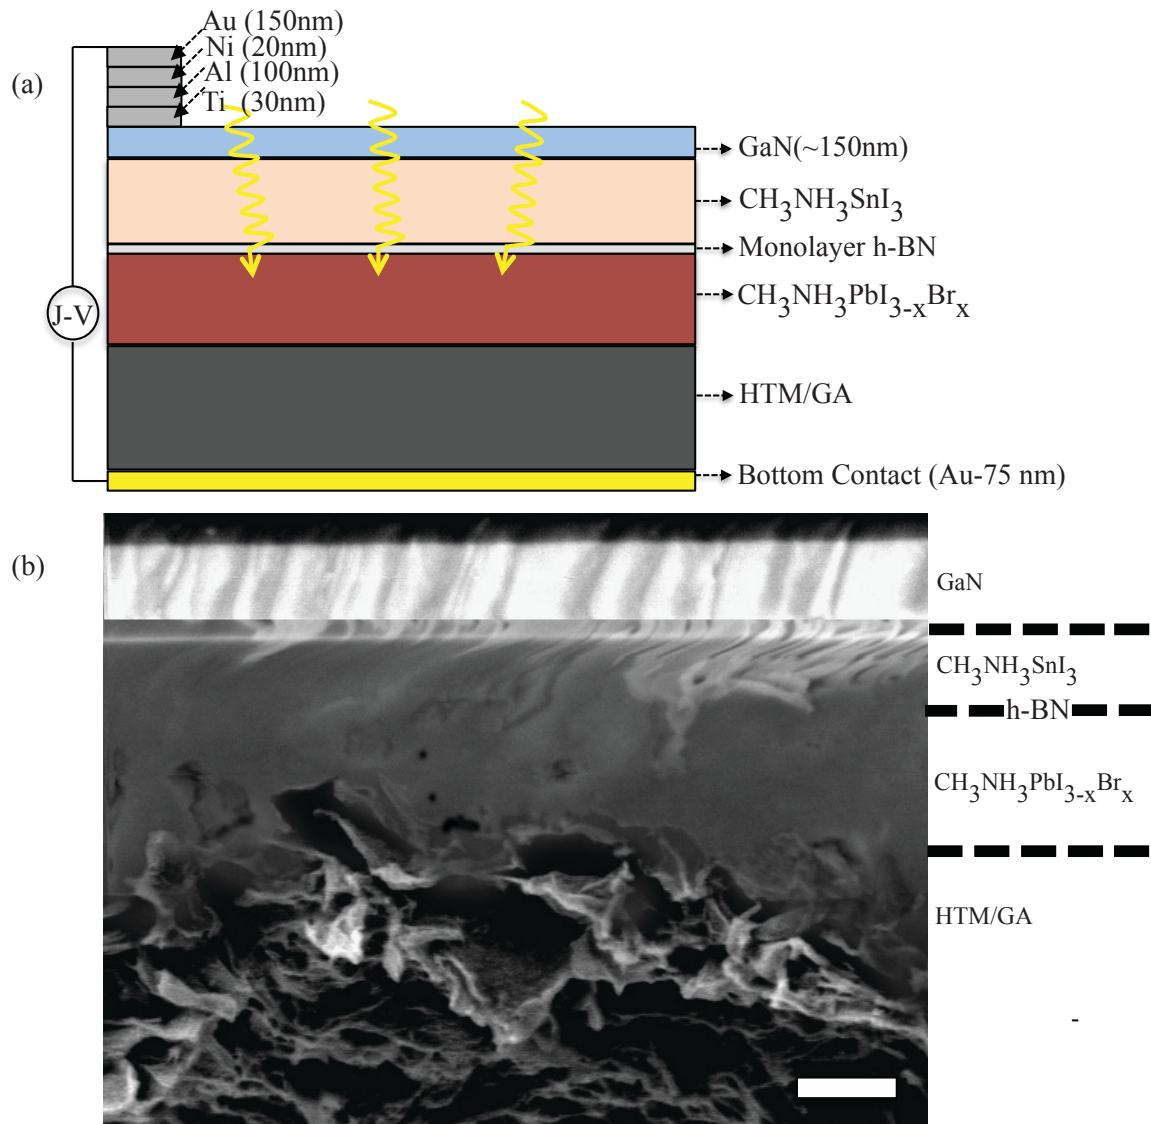 (a)
Au (150nm)
Ni (20nm)
Al (100nm)
Ti (30nm)
GaN(~150nm)
CH3NH3SnI3
Monolayer h-BN
J-V
CH3NH3PbI3-xBrx
HTM/GA
Bottom Contact (Au-75 nm)
(b)
GaN
CH3NH3SnI3
h-BN
CH3NH3PbI3-xBrx
HTM/GA
-